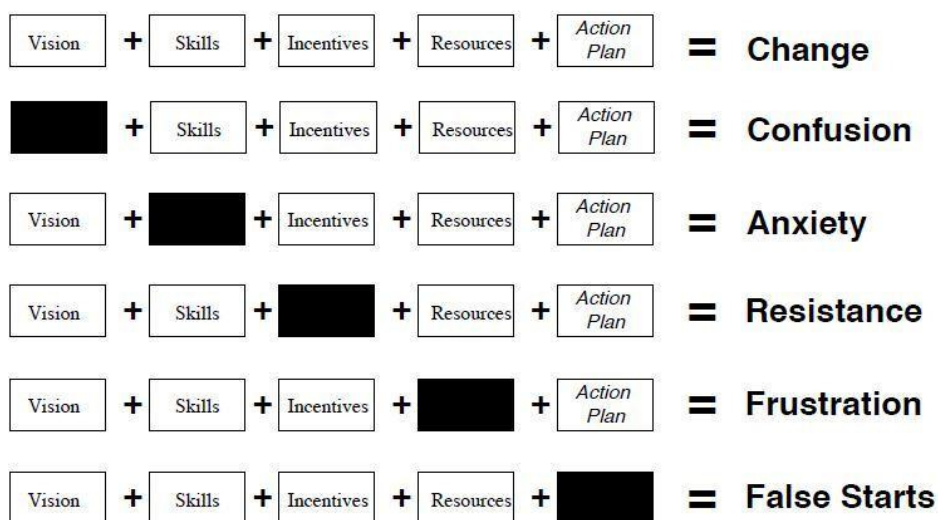 Vision + Skills + Incentives + Resources + Action Plan = Change
+ Skills + Incentives + Resources + Action Plan = Confusion
Vision + + Incentives + Resources + Action Plan = Anxiety
Vision + Skills + + Resources + Action Plan = Resistance
Vision + Skills + Incentives + + Action Plan = Frustration
Vision + Skills + Incentives + Resources + = False Starts